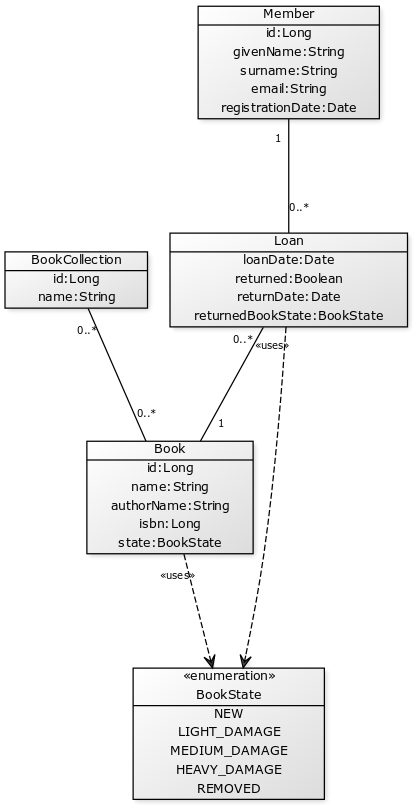 Member
id:Long
givenName:String
surname:String
email:String
registrationDate:Date
1
0..*
Loan
loanDate:Date
returned:Boolean
returnDate:Date
returnedBookState:BookState
BookCollection
id:Long
name:String
0..*
0..*
0..*
«uses»
1
Book
id:Long
name:String
authorName:String
isbn:Long
state:BookState
«uses»
«enumeration»
BookState
NEW
LIGHT_DAMAGE
MEDIUM_DAMAGE
HEAVY_DAMAGE
REMOVED